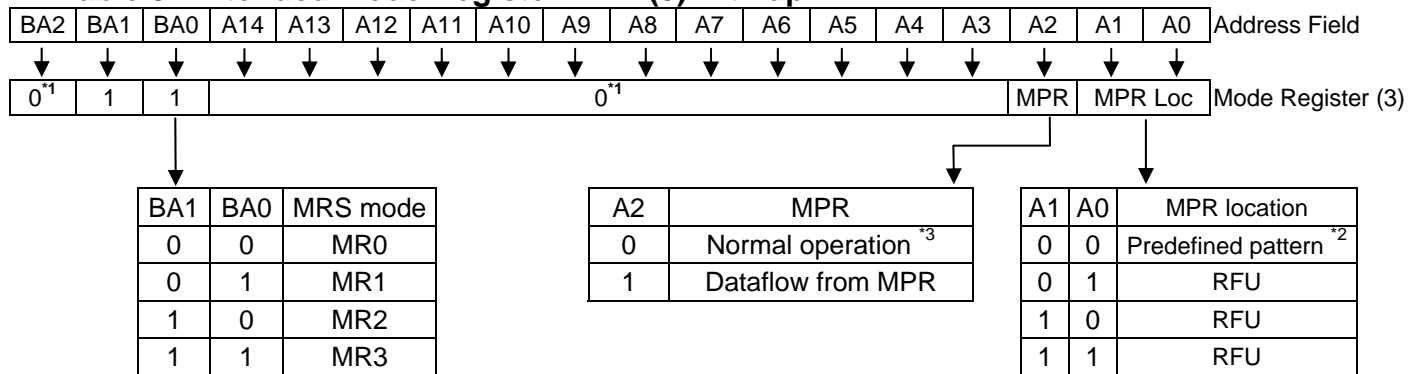 BA2 BA1 BA0 A14 A13 A12 A11 A10 A9 A8 A7 A6 A5 A4 A3 A2 A1 A0 Address Field
0*1 1 1 0*1 MPR MPR Loc Mode Register (3)
BA1 BA0 MRS mode
0 0 MR0
0 1 MR1
1 0 MR2
1 1 MR3
A2 MPR
0 Normal operation *3
1 Dataflow from MPR
A1 A0 MPR location
0 0 Predefined pattern *2
0 1 RFU
1 0 RFU
1 1 RFU